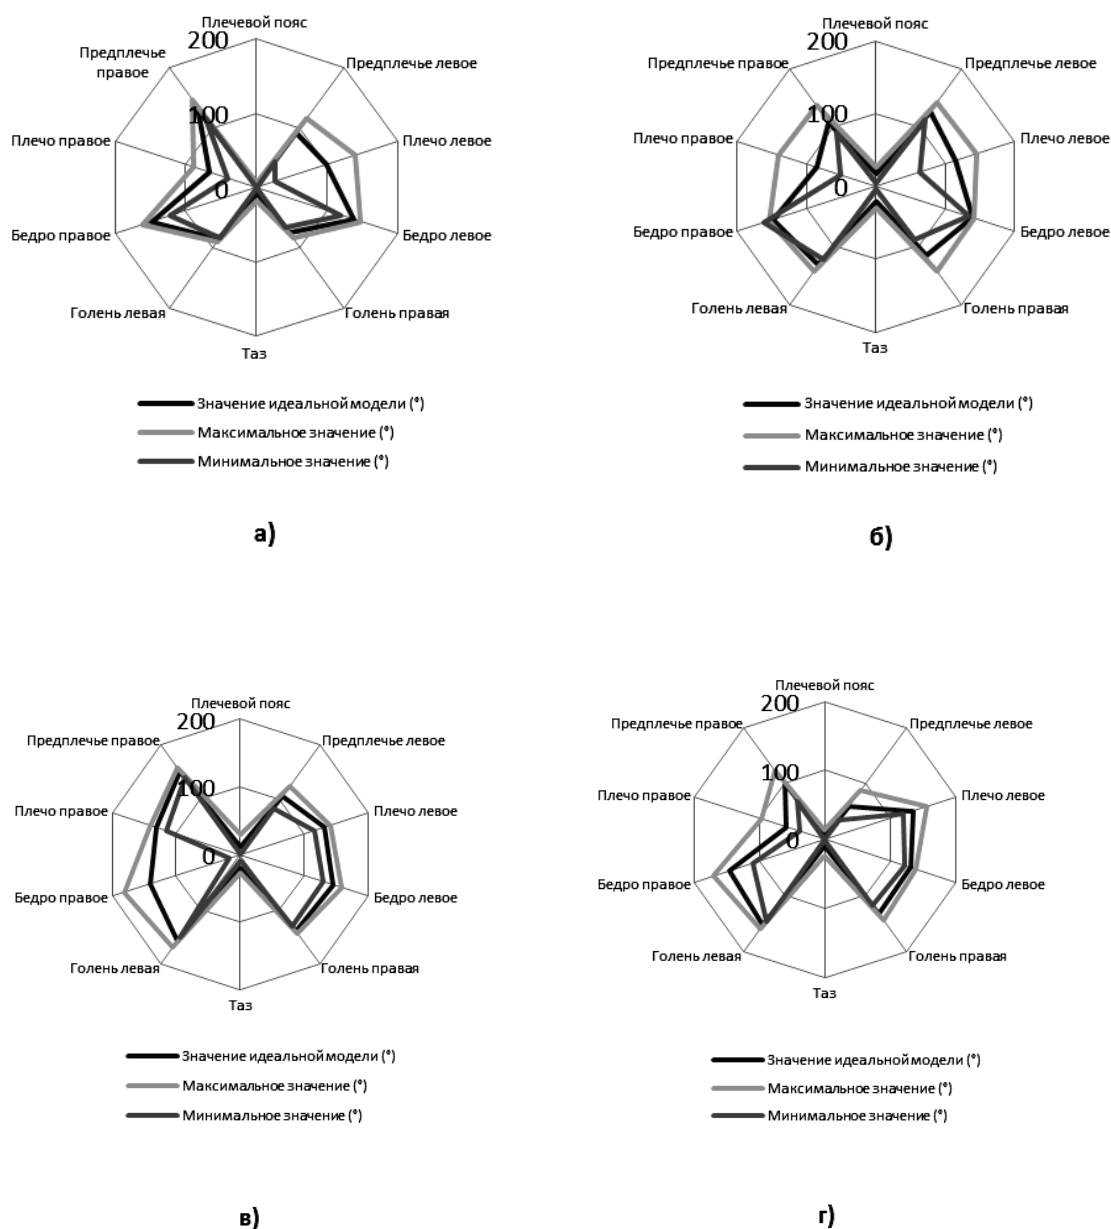 Плечевой пояс
200
Предплечье
правое
Предплечье левое
100
Плечо правое
Плечо левое
0
Бедро правое
Бедро левое
Голень левая
Голень правая
Таз
Значение идеальной модели (°)
Максимальное значение (°)
Минимальное значение (°)
а)
Плечевой пояс
200
Предплечье правое
Предплечье левое
100
Плечо правое
Плечо левое
0
Бедро правое
Бедро левое
Голень левая
Голень правая
Таз
Значение идеальной модели (°)
Максимальное значение (°)
Минимальное значение (°)
б)
Плечевой пояс
200
Предплечье правое
Предплечье левое
100
Плечо правое
Плечо левое
0
Бедро правое
Бедро левое
Голень левая
Голень правая
Таз
Значение идеальной модели (°)
Максимальное значение (°)
Минимальное значение (°)
в)
Плечевой пояс
200
Предплечье правое
Предплечье левое
100
Плечо правое
Плечо левое
0
Бедро правое
Бедро левое
Голень левая
Голень правая
Таз
Значение идеальной модели (°)
Максимальное значение (°)
Минимальное значение (°)
г)